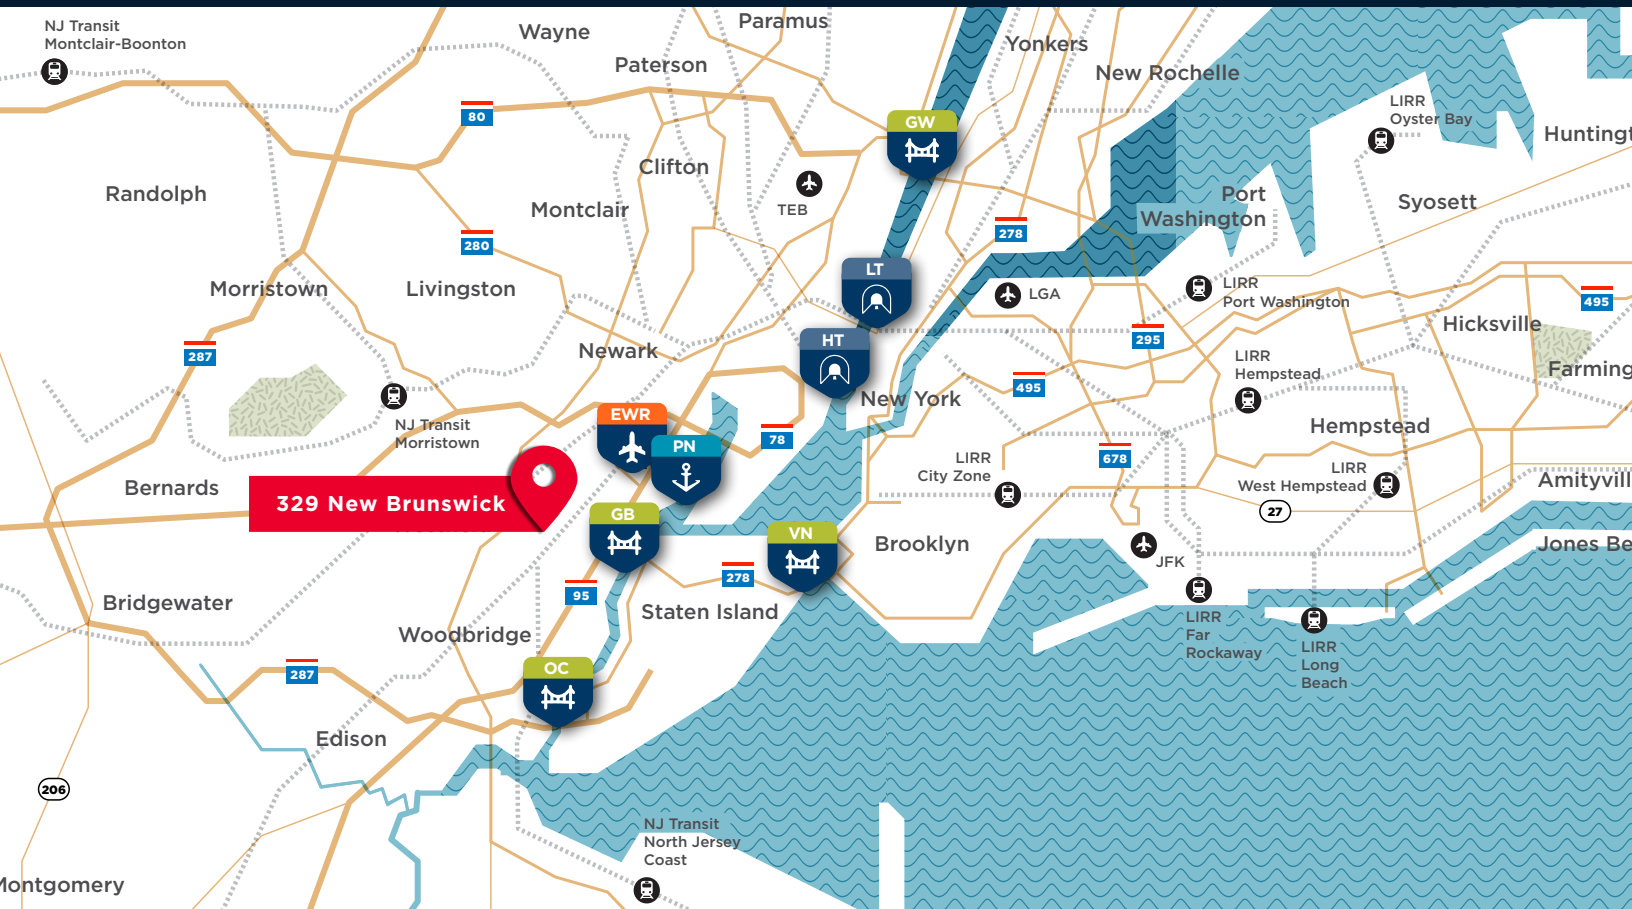 NJ Transit
Montclair-Boonton
Wayne
Paramus
Yonkers
Paterson
New Rochelle
80
GW
LIRR
Oyster Bay
Huntingt
Clifton
Randolph
Montclair
TEB
Port
Washington
Syosett
280
278
LT
Morristown
Livingston
LGA
LIRR
Port Washington
495
HT
Hicksville
287
Newark
295
LIRR
Hempstead
Farming
495
New York
EWR
NJ Transit
Morristown
78
PN
Hempstead
678
LIRR
City Zone
LIRR
West Hempstead
Bernards
329 New Brunswick
Amityvill
27
GB
VN
Brooklyn
Jones Be
JFK
278
95
Bridgewater
Staten Island
Woodbridge
LIRR
Far
Rockaway
LIRR
Long
Beach
287
OC
Edison
206
NJ Transit
North Jersey
Coast
Montgomery